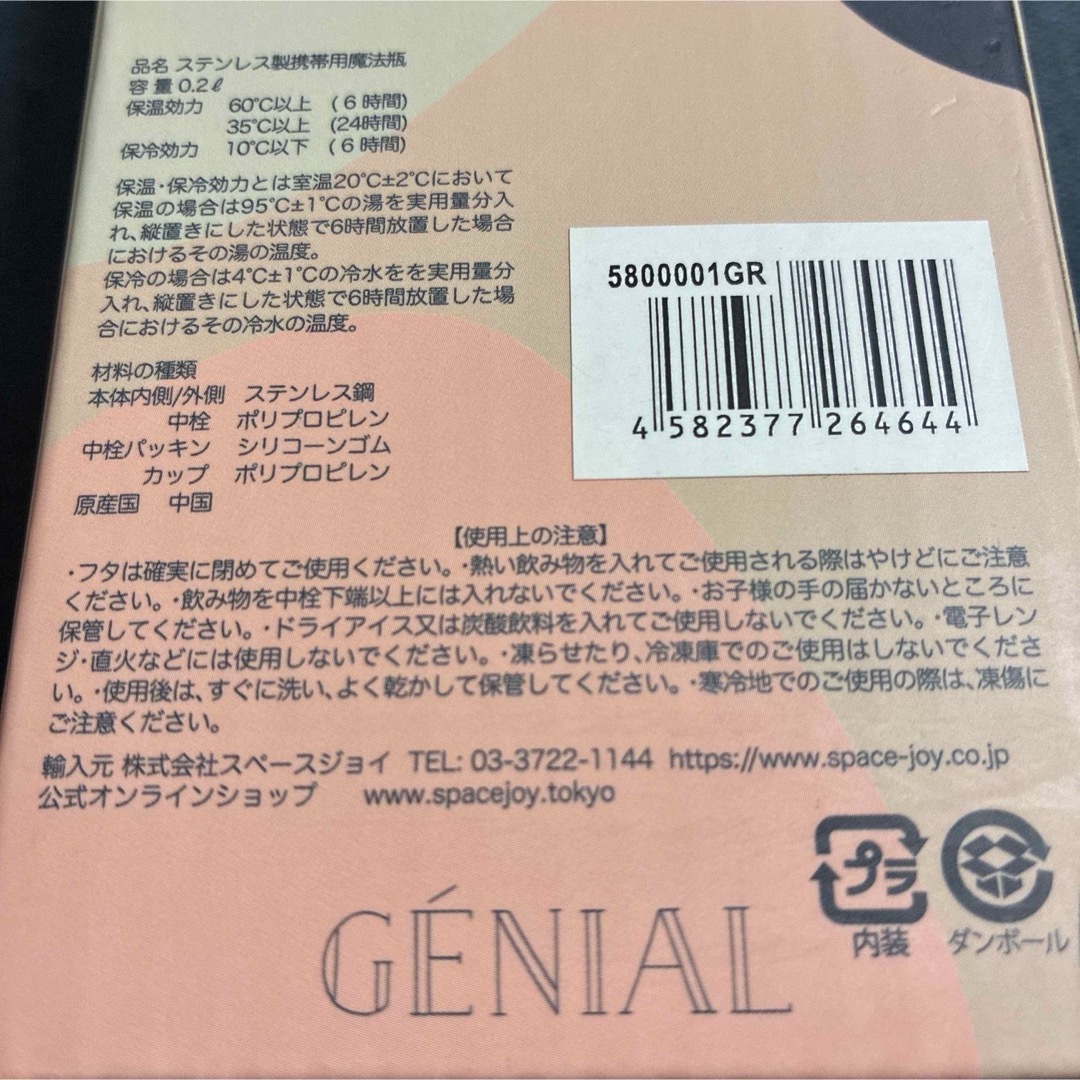 品名 ステンレス製携帯用魔法瓶
容 量 0.2ℓ
保温効力 60℃以上 (6 時間)
35℃以上 (24時間)
保冷効力 10℃以下 (6 時間)
保温・保冷効力とは室温20℃±2℃において
保温の場合は95℃±1℃の湯を実用量分入
れ、縦置きにした状態で6時間放置した場合
におけるその湯の温度。
保冷の場合は4℃±1℃の冷水をを実用量分
入れ、縦置きにした状態で6時間放置した場
合におけるその冷水の温度。
材料の種類
本体内側/外側 ステンレス鋼
中栓 ポリプロピレン
中栓パッキン シリコーンゴム
カップ ポリプロピレン
原産国 中国
5800001GR
4 582377 264644
【使用上の注意】
・フタは確実に閉めてご使用ください。・熱い飲み物を入れてご使用される際はやけどにご注意
ください。・飲み物を中栓下端以上には入れないでください。・お子様の手の届かないところに
保管してください。・ドライアイス又は炭酸飲料を入れてご使用しないでください。・電子レン
ジ・直火などには使用しないでください。・凍らせたり、冷凍庫でのご使用はしないでくださ
い。・使用後は、すぐに洗い、よく乾かして保管してください。・寒冷地でのご使用の際は、凍傷に
ご注意ください。
輸入元 株式会社スペースジョイ TEL: 03-3722-1144 https://www.space-joy.co.jp
公式オンラインショップ www.spacejoy.tokyo
プラ
内装
ダンボール
GÉNIAL